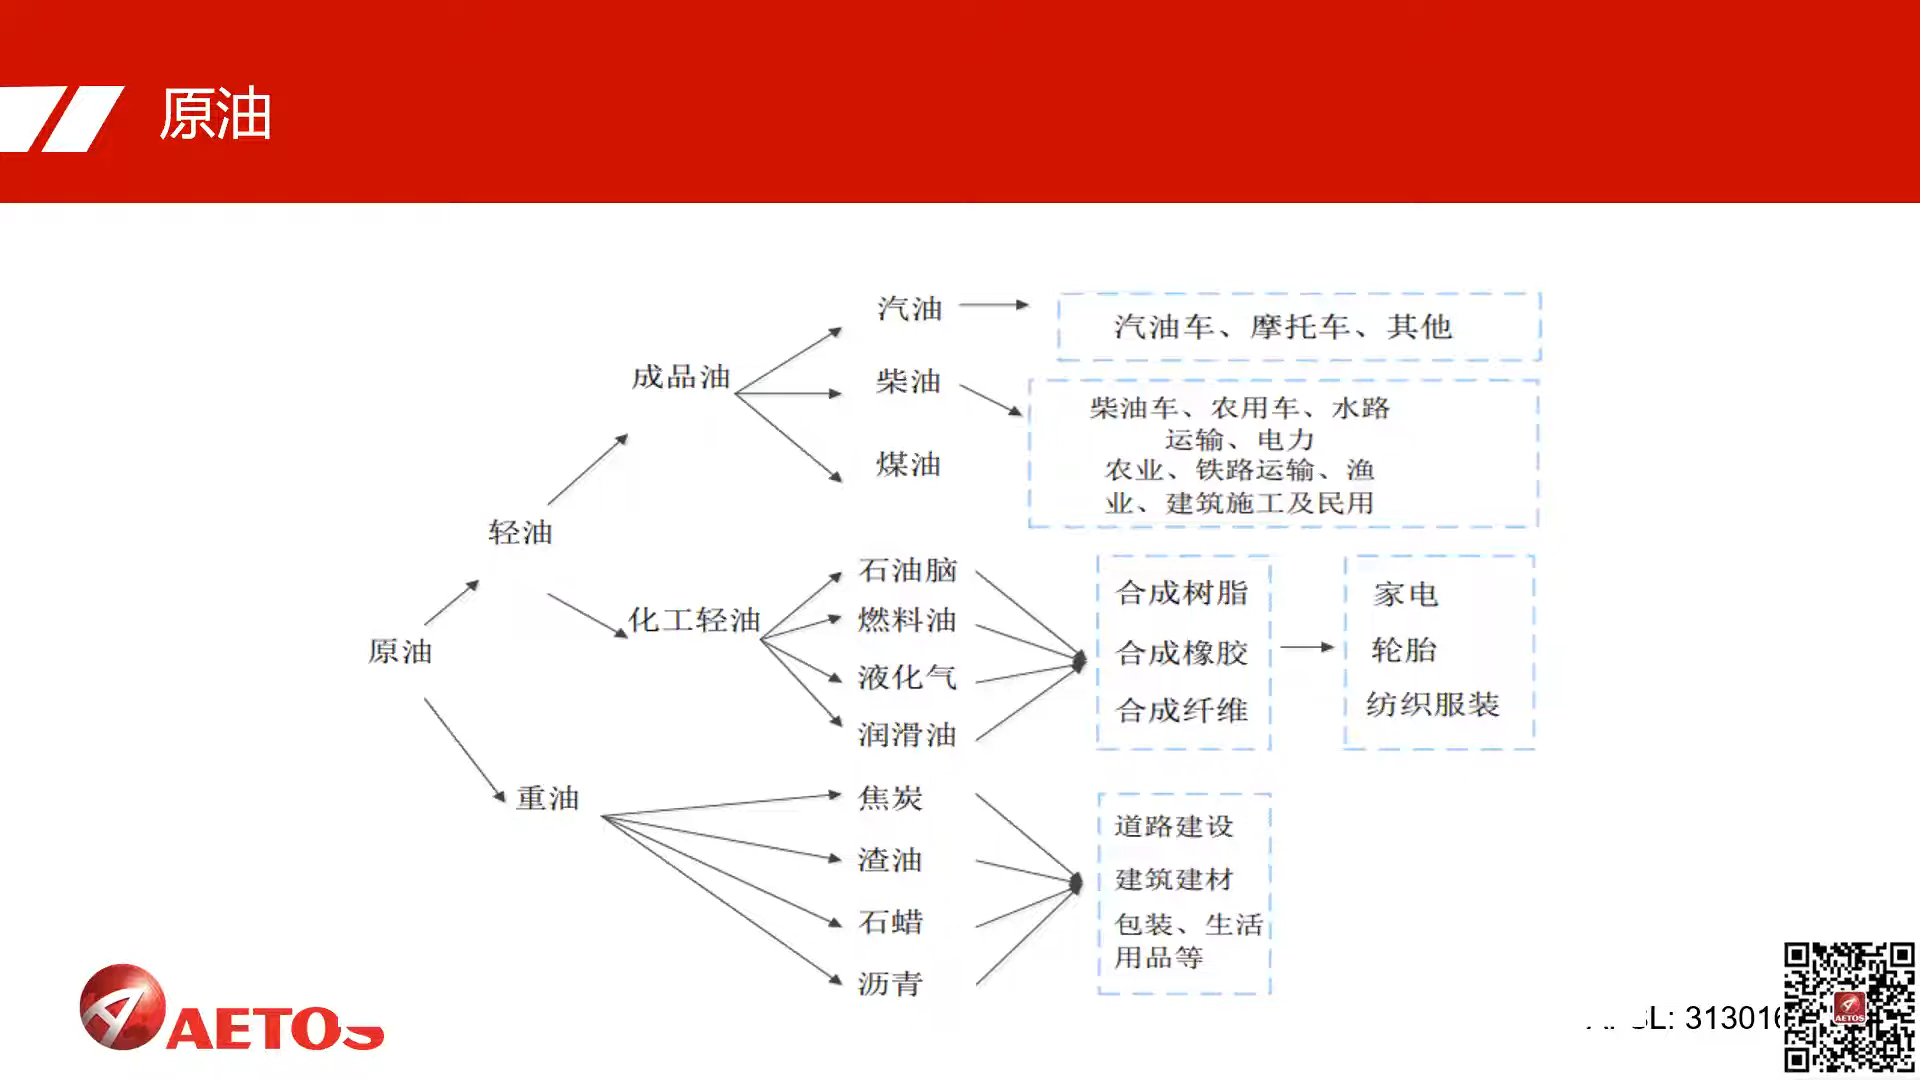 原油
汽油
汽油车、摩托车、其他
成品油
柴油
柴油车、农用车、水路
运输、电力
农业、铁路运输、渔
业、建筑施工及民用
煤油
轻油
化工轻油
石油脑
燃料油
液化气
润滑油
合成树脂
合成橡胶
合成纤维
家电
轮胎
纺织服装
原油
重油
焦炭
渣油
石蜡
沥青
道路建设
建筑建材
包装、生活
用品等
AETOS
L: 31301
AETOS